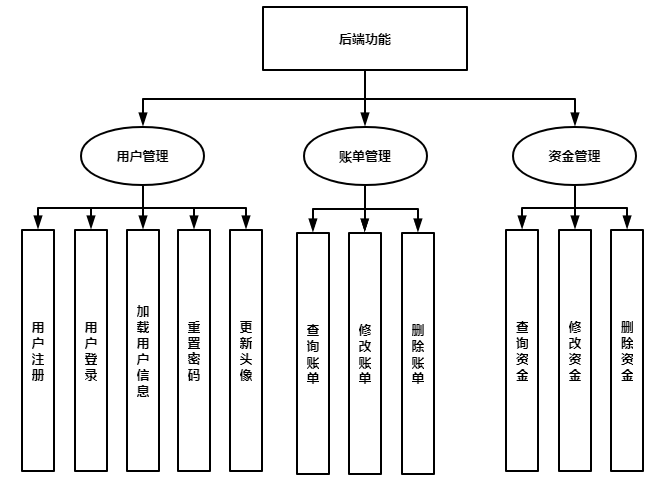 后端功能
用户管理
账单管理
资金管理
用户注册
用户登录
加载用户信息
重置密码
更新头像
查询账单
修改账单
删除账单
查询资金
修改资金
删除资金